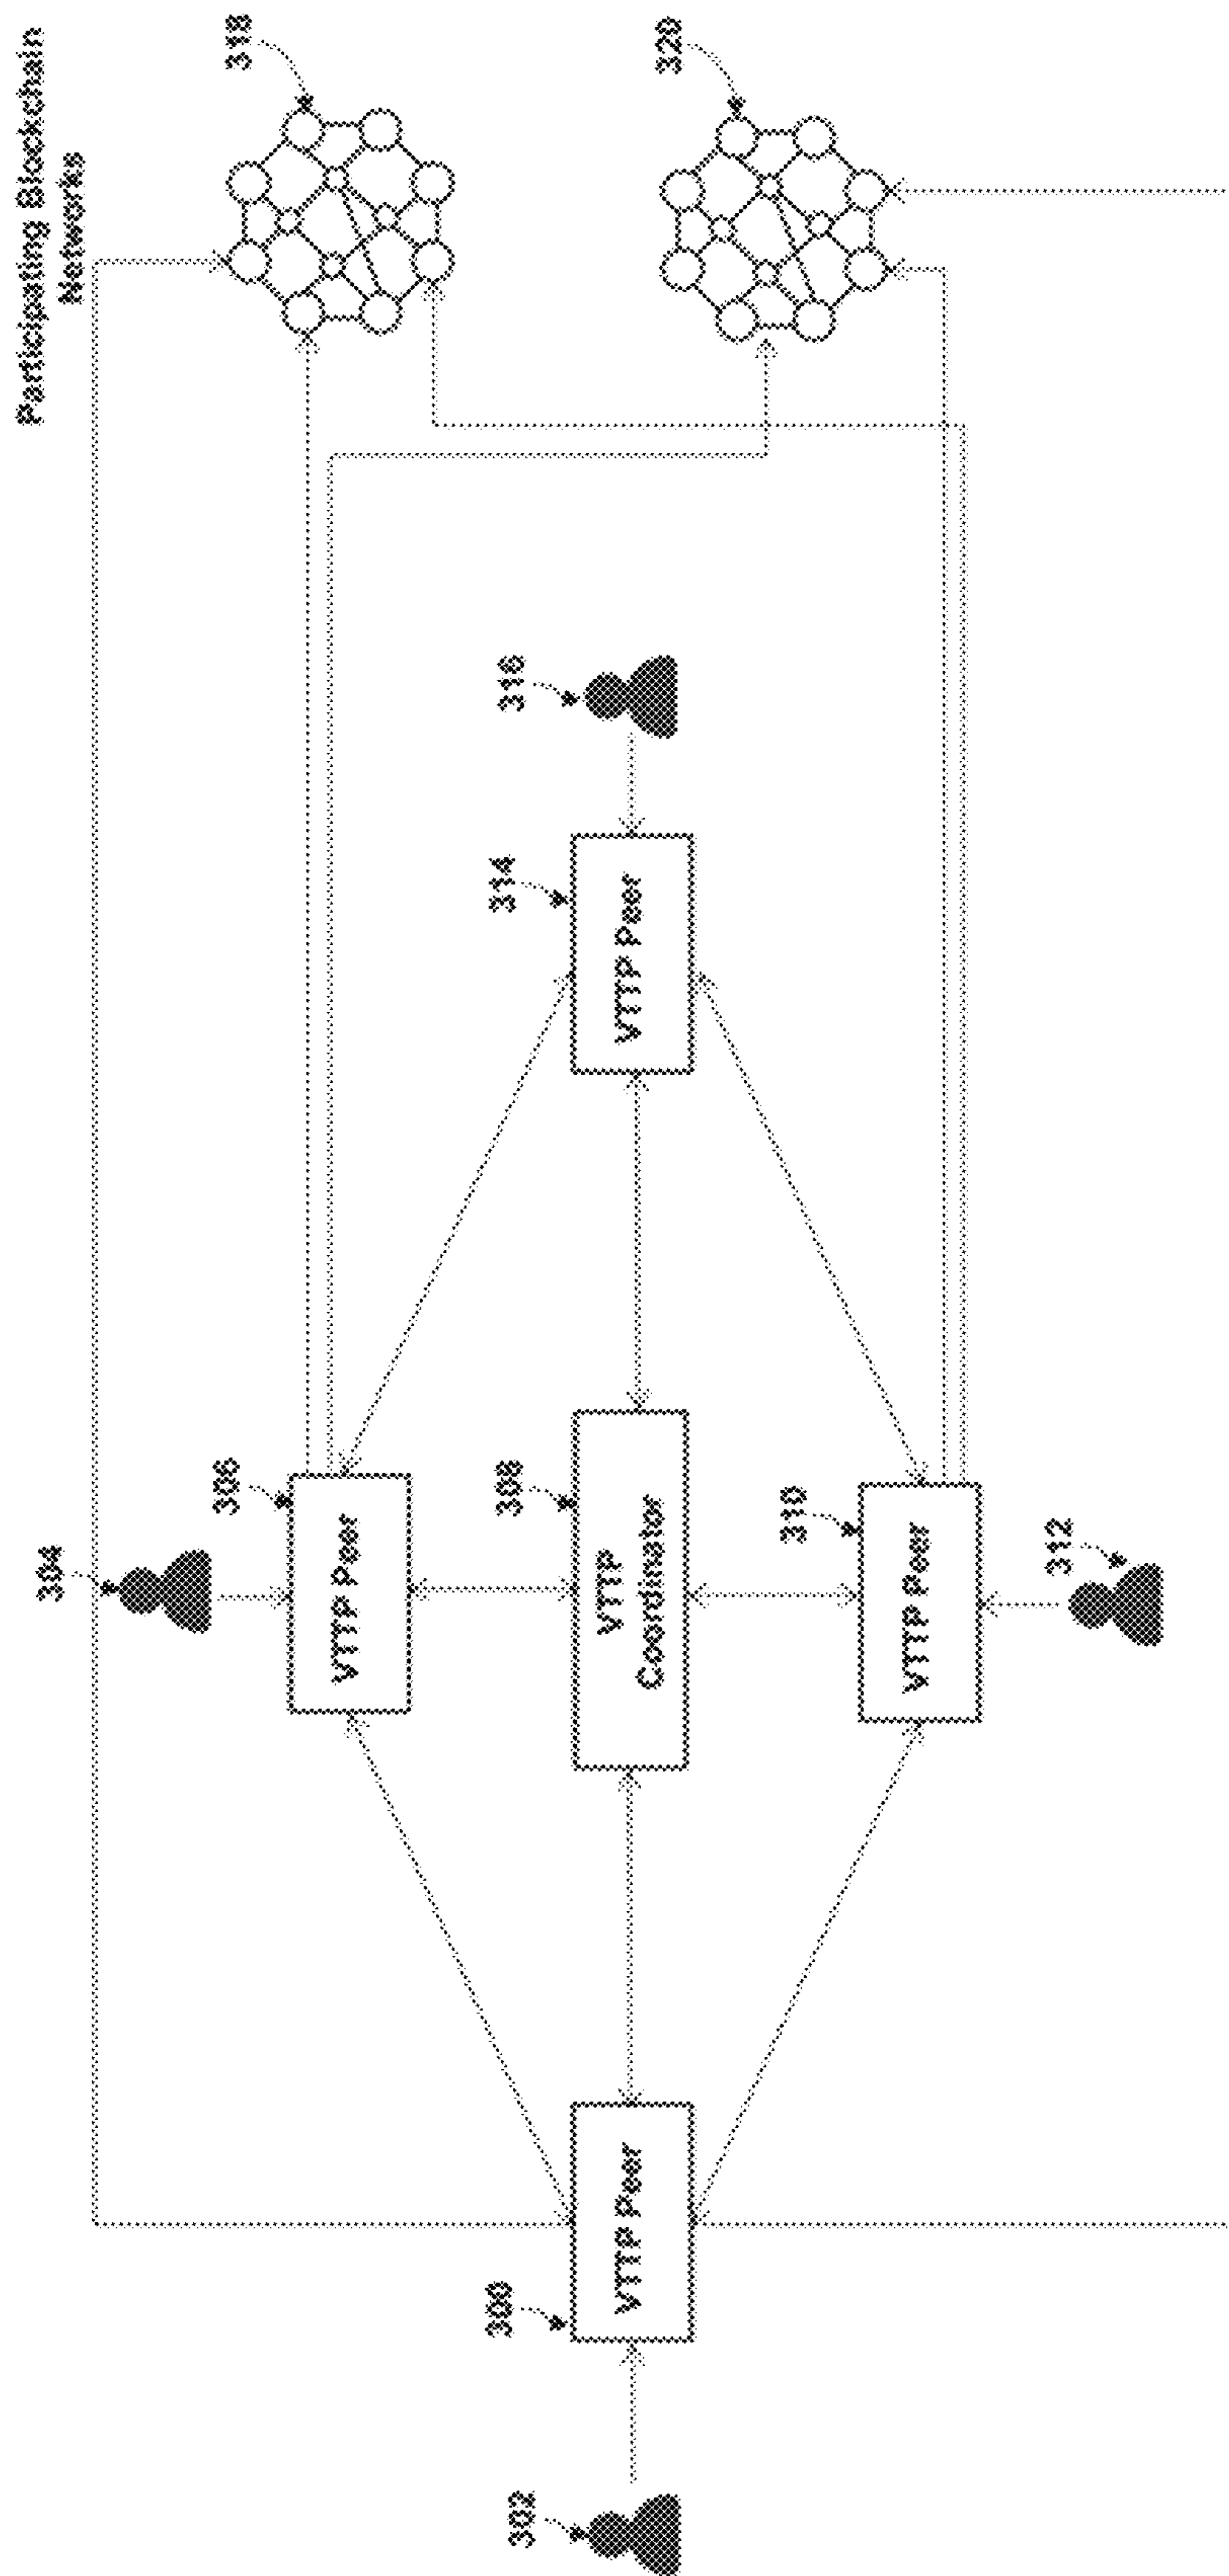 Participating Blockchain
Networks
304
318
306
VTTP Peer
302
300
VTTP Peer
308
VTTP
Coordinator
314
VTTP Peer
316
320
310
VTTP Peer
312